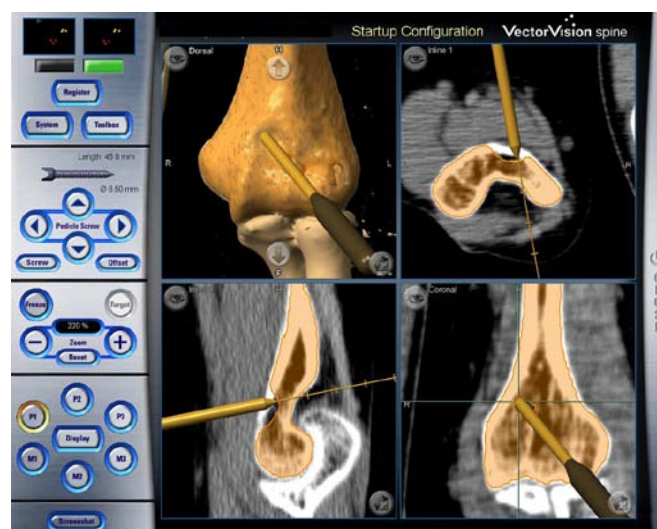 Startup Configuration
VectorVision spine
Dorsal
H
R
L
F
Inline 1
Register
System
Toolbox
Length: 45.0 mm
Ø 6.50 mm
Pedicle Screw
Screw
Offset
Freeze
Target
220 %
Zoom
Reset
Coronal
P1
P2
P3
Display
M1
M2
M3
Screenshot